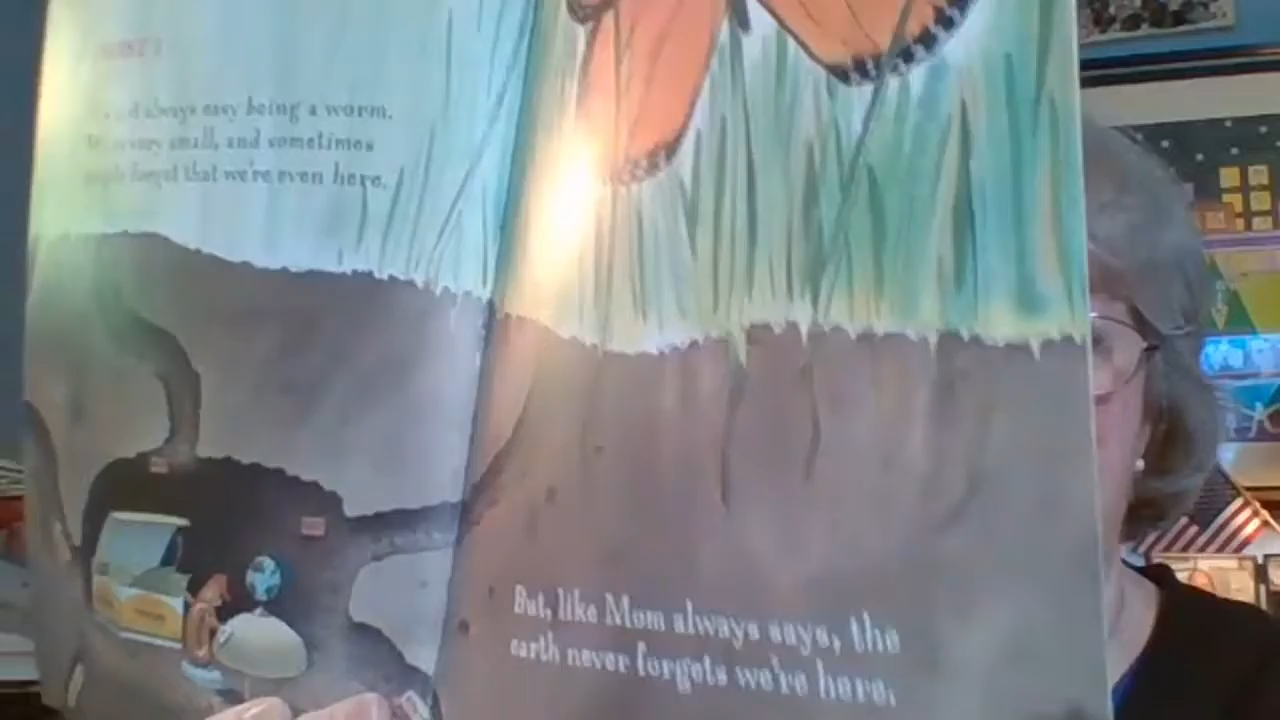 always easy being a worm.
very small, and sometimes
forget that we're even here.
But, like Mom always says, the
earth never forgets we're here.